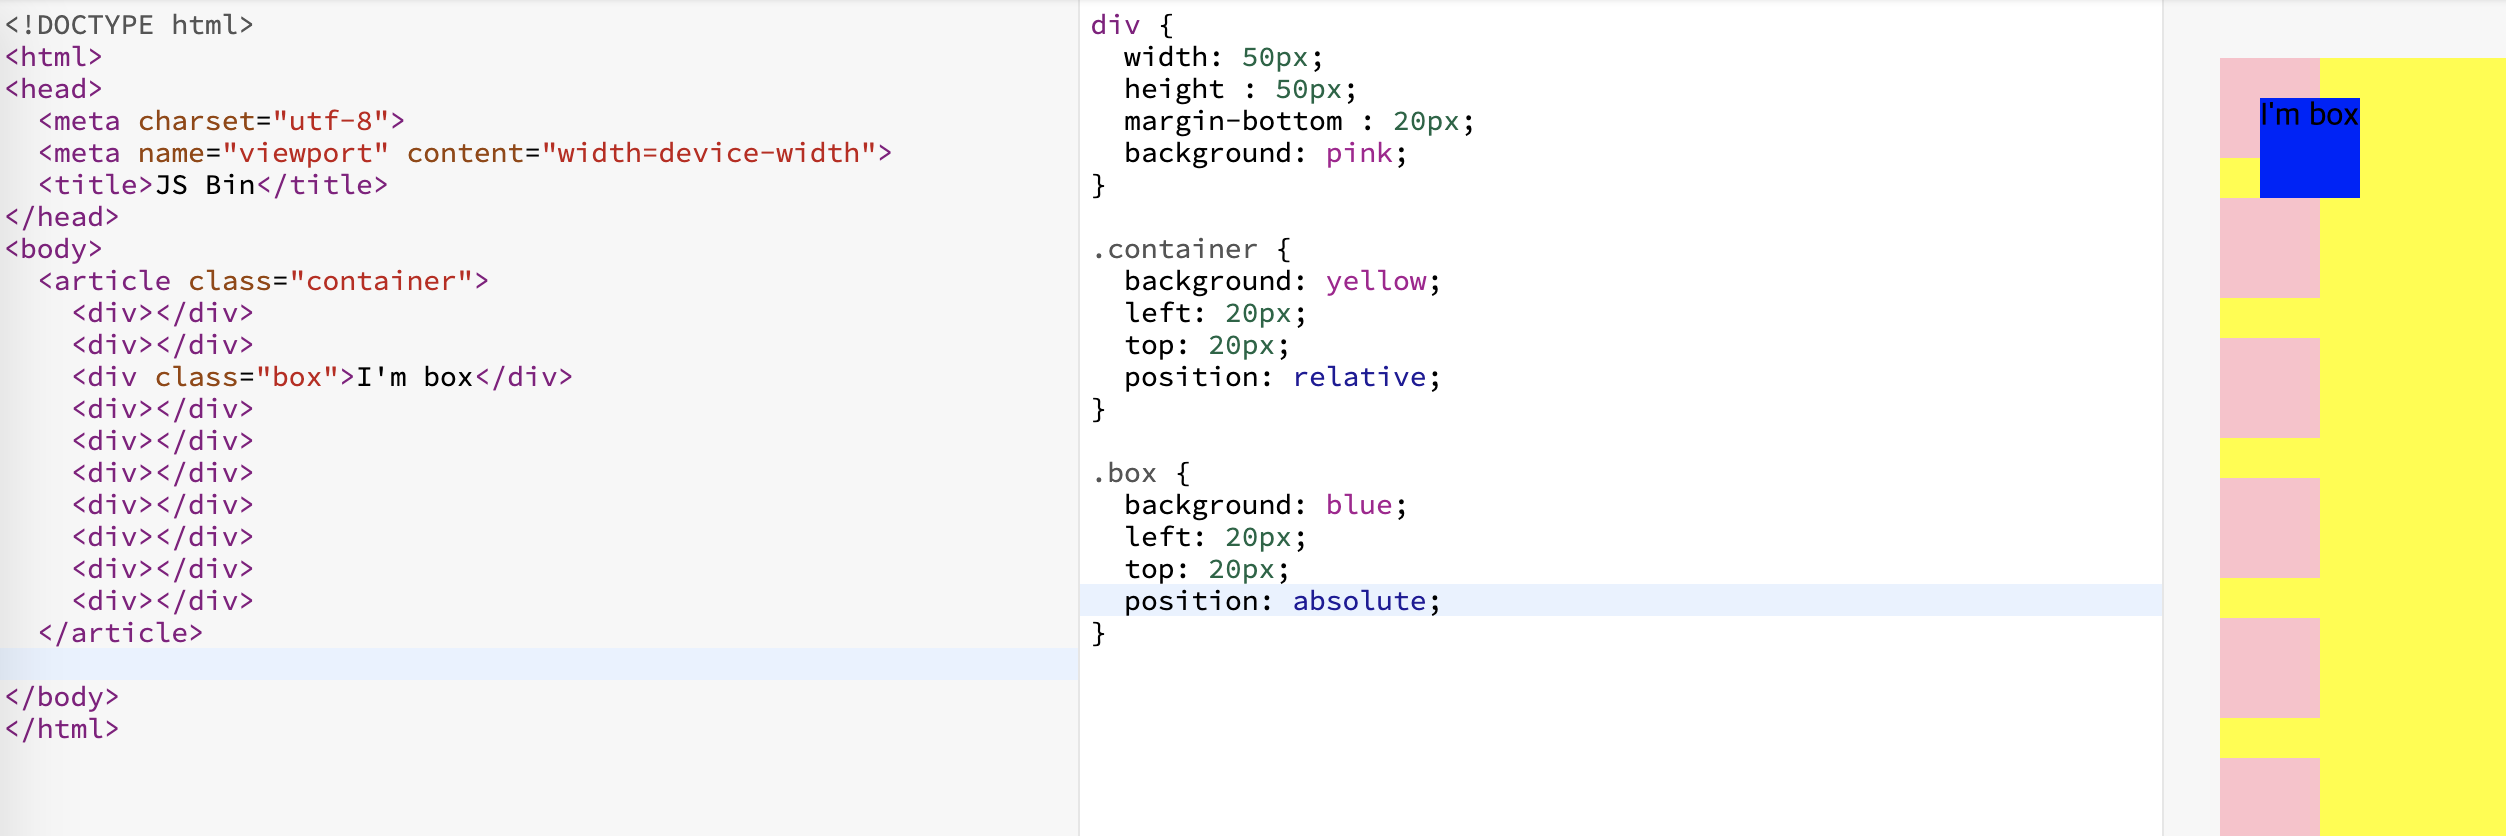 <!DOCTYPE html>
<html>
<head>
  <meta charset="utf-8">
  <meta name="viewport" content="width=device-width">
  <title>JS Bin</title>
</head>
<body>
  <article class="container">
    <div></div>
    <div></div>
    <div class="box">I'm box</div>
    <div></div>
    <div></div>
    <div></div>
    <div></div>
    <div></div>
    <div></div>
    <div></div>
  </article>
</body>
</html>
div {
  width: 50px;
  height : 50px;
  margin-bottom : 20px;
  background: pink;
}
.container {
  background: yellow;
  left: 20px;
  top: 20px;
  position: relative;
}
.box {
  background: blue;
  left: 20px;
  top: 20px;
  position: absolute;
}
I'm box